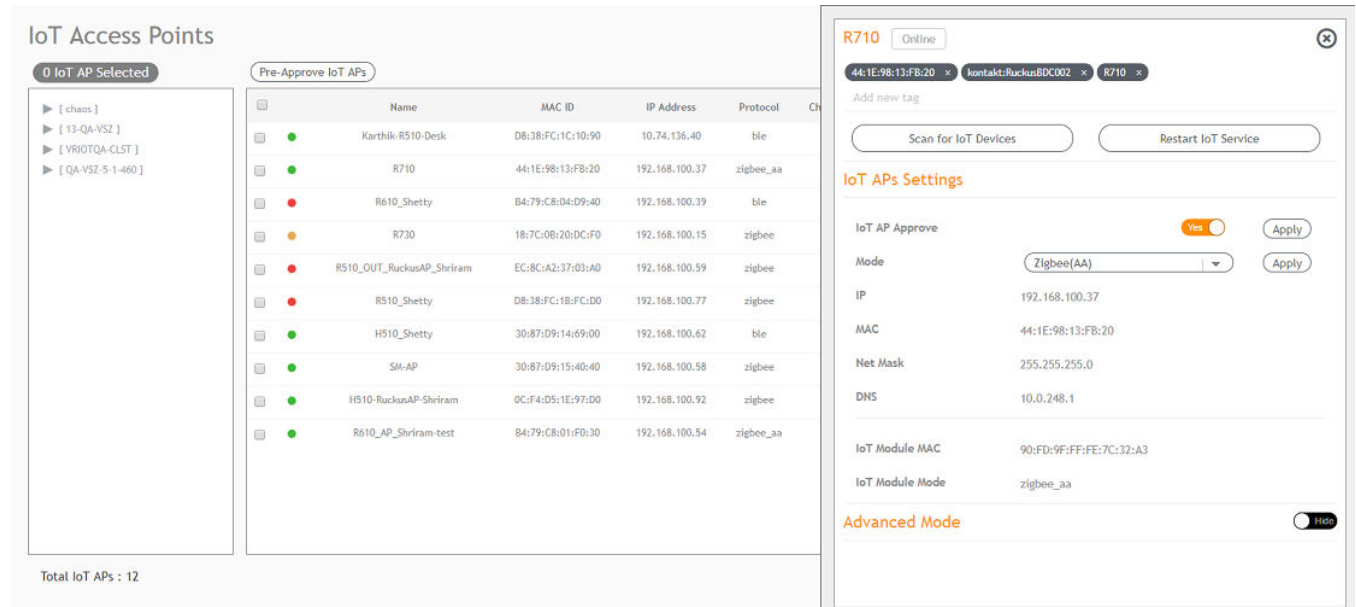 IoT Access Points
0 IoT AP Selected
Pre-Approve IoT APs
[ chaos ]
[ 13-QA-VSZ ]
[ VRIOTQA-CLST ]
[ QA-VSZ-5-1-460 ]
Name MAC ID IP Address Protocol Ch
Karthik-R510-Desk D8:38:FC:1C:10:90 10.74.136.40 ble
R710 44:1E:98:13:FB:20 192.168.100.37 zigbee_aa
R610_Shetty B4:79:C8:04:D9:40 192.168.100.39 ble
R730 18:7C:0B:20:DC:F0 192.168.100.15 zigbee
R510_OUT_RuckusAP_Shriram EC:8C:A2:37:03:A0 192.168.100.59 zigbee
R510_Shetty D8:38:FC:1B:FC:D0 192.168.100.77 zigbee
H510_Shetty 30:87:D9:14:69:00 192.168.100.62 ble
SM-AP 30:87:D9:15:40:40 192.168.100.58 zigbee
H510-RuckusAP-Shriram 0C:F4:D5:1E:97:D0 192.168.100.92 zigbee
R610_AP_Shriram-test B4:79:C8:01:F0:30 192.168.100.54 zigbee_aa
Total IoT APs : 12
R710 Online
44:1E:98:13:FB:20 × kontakt:RuckusBDC002 × R710 ×
Add new tag
Scan for IoT Devices Restart IoT Service
IoT APs Settings
IoT AP Approve Yes Apply
Mode Zigbee(AA) Apply
IP 192.168.100.37
MAC 44:1E:98:13:FB:20
Net Mask 255.255.255.0
DNS 10.0.248.1
IoT Module MAC 90:FD:9F:FF:FE:7C:32:A3
IoT Module Mode zigbee_aa
Advanced Mode Hide